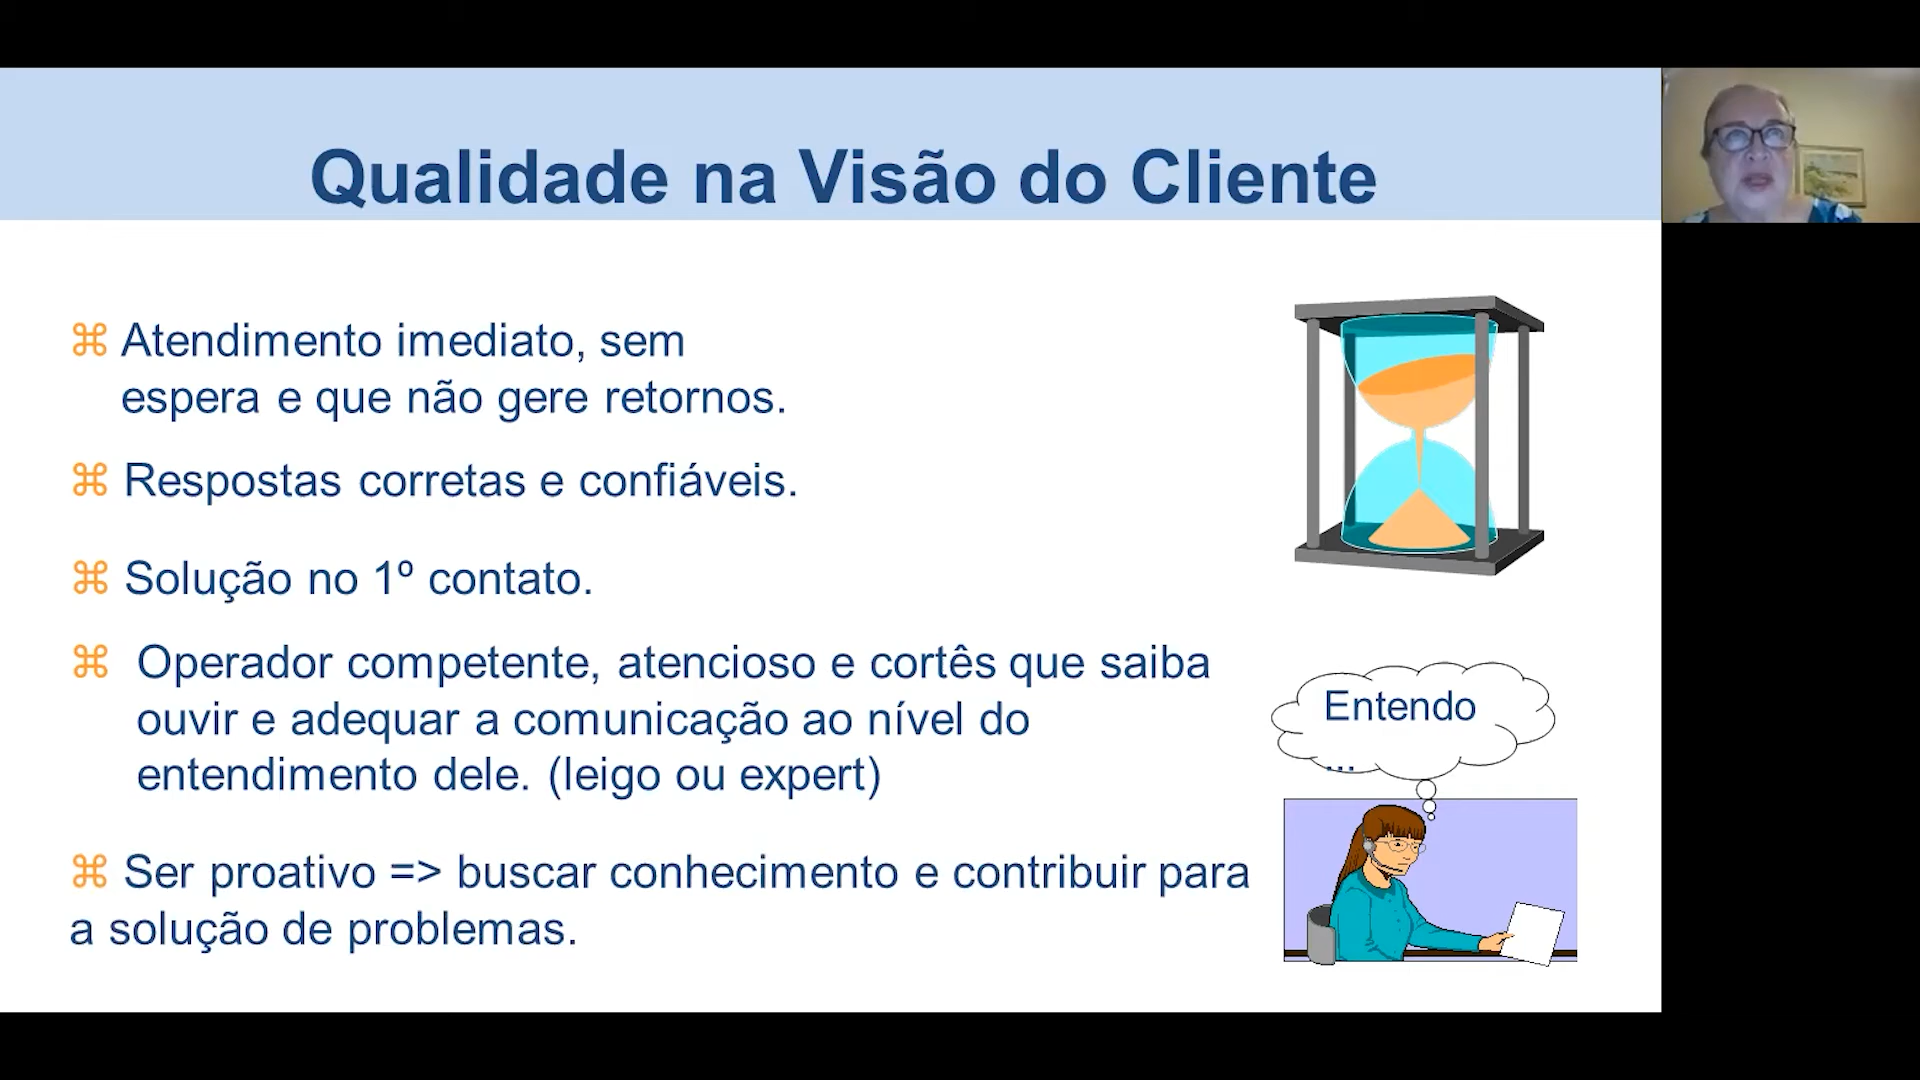 Qualidade na Visão do Cliente
⌘ Atendimento imediato, sem
espera e que não gere retornos.
⌘ Respostas corretas e confiáveis.
⌘ Solução no 1º contato.
⌘ Operador competente, atencioso e cortês que saiba
ouvir e adequar a comunicação ao nível do
entendimento dele. (leigo ou expert)
⌘ Ser proativo => buscar conhecimento e contribuir para
a solução de problemas.
Entendo
...